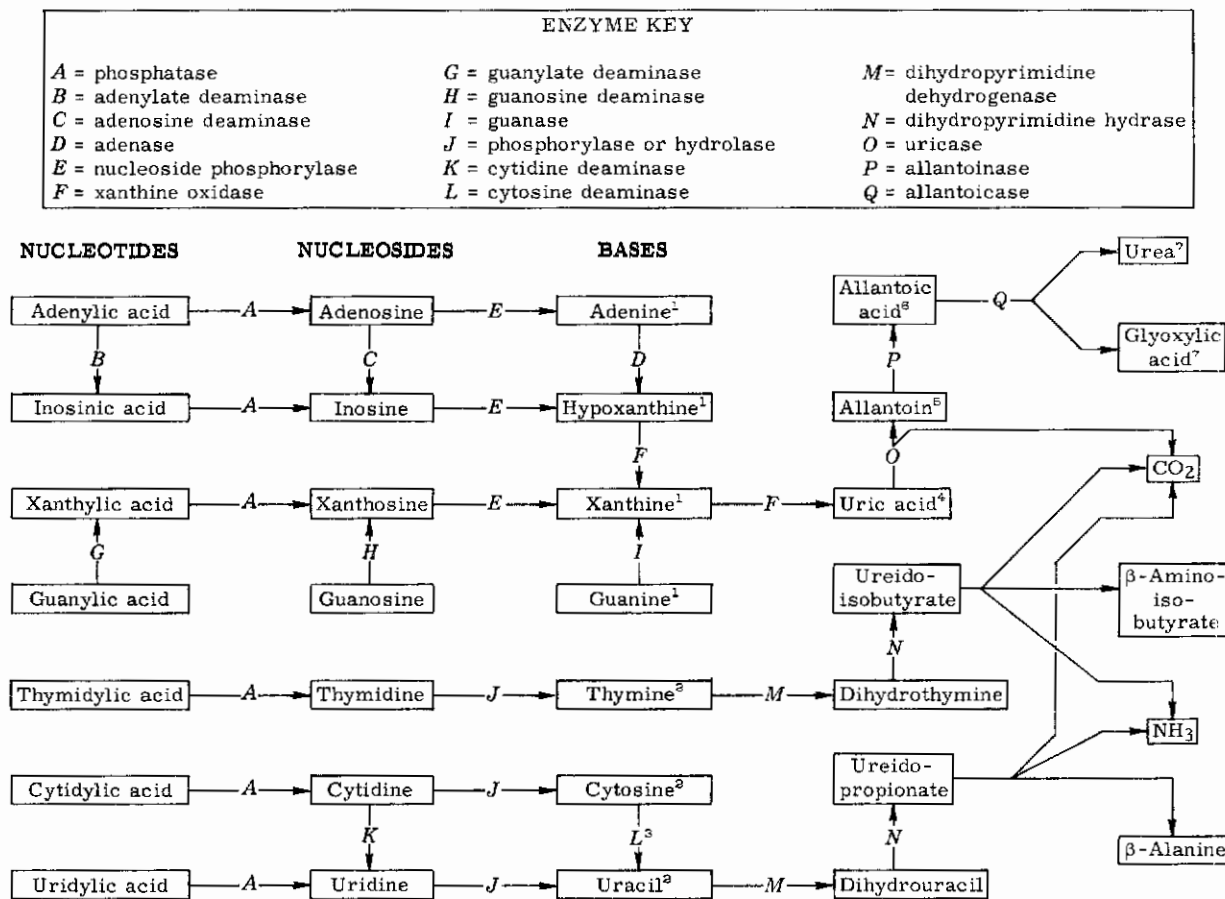 ENZYME KEY
A = phosphatase
B = adenylate deaminase
C = adenosine deaminase
D = adenase
E = nucleoside phosphorylase
F = xanthine oxidase
G = guanylate deaminase
H = guanosine deaminase
I = guanase
J = phosphorylase or hydrolase
K = cytidine deaminase
L = cytosine deaminase
M = dihydropyrimidine
dehydrogenase
N = dihydropyrimidine hydrase
O = uricase
P = allantoinase
Q = allantoicase
NUCLEOTIDES NUCLEOSIDES BASES
Urea⁷
Adenylic acid A Adenosine E Adenine¹
Allantoic
acid⁶
Q
Glyoxylic
acid⁷
B C D P
Inosinic acid A Inosine E Hypoxanthine¹ Allantoin⁵
F O
CO₂
Xanthylic acid A Xanthosine E Xanthine¹ F Uric acid⁴
G H I
Guanylic acid Guanosine Guanine¹
Ureido-
isobutyrate
β-Amino-
iso-
butyrate
N
Thymidylic acid A Thymidine J Thymine² M Dihydrothymine
NH₃
Cytidylic acid A Cytidine J Cytosine²
Ureido-
propionate
K L³ N
β-Alanine
Uridylic acid A Uridine J Uracil² M Dihydrouracil